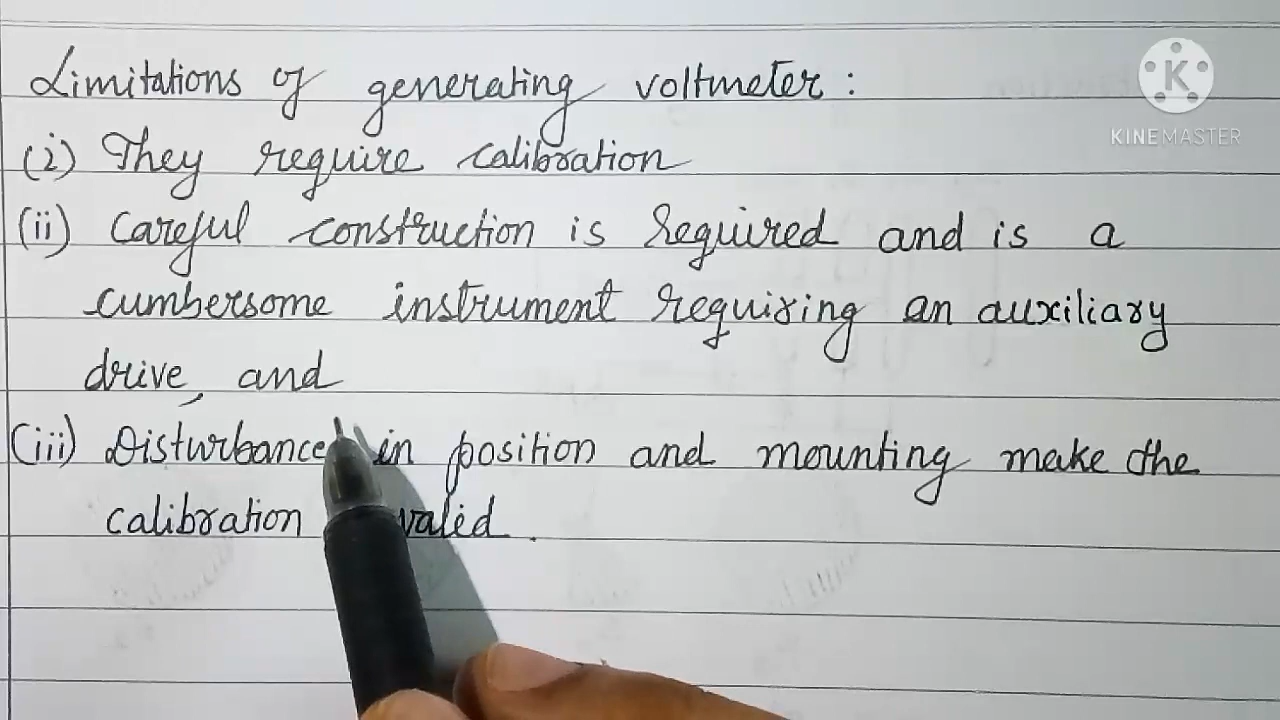 Limitations of generating voltmeter :
KINEMASTER
(i) They require calibration
(ii) Careful construction is required and is a
cumbersome instrument requiring an auxiliary
drive, and
(iii) Disturbance in position and mounting make the
calibration valid.